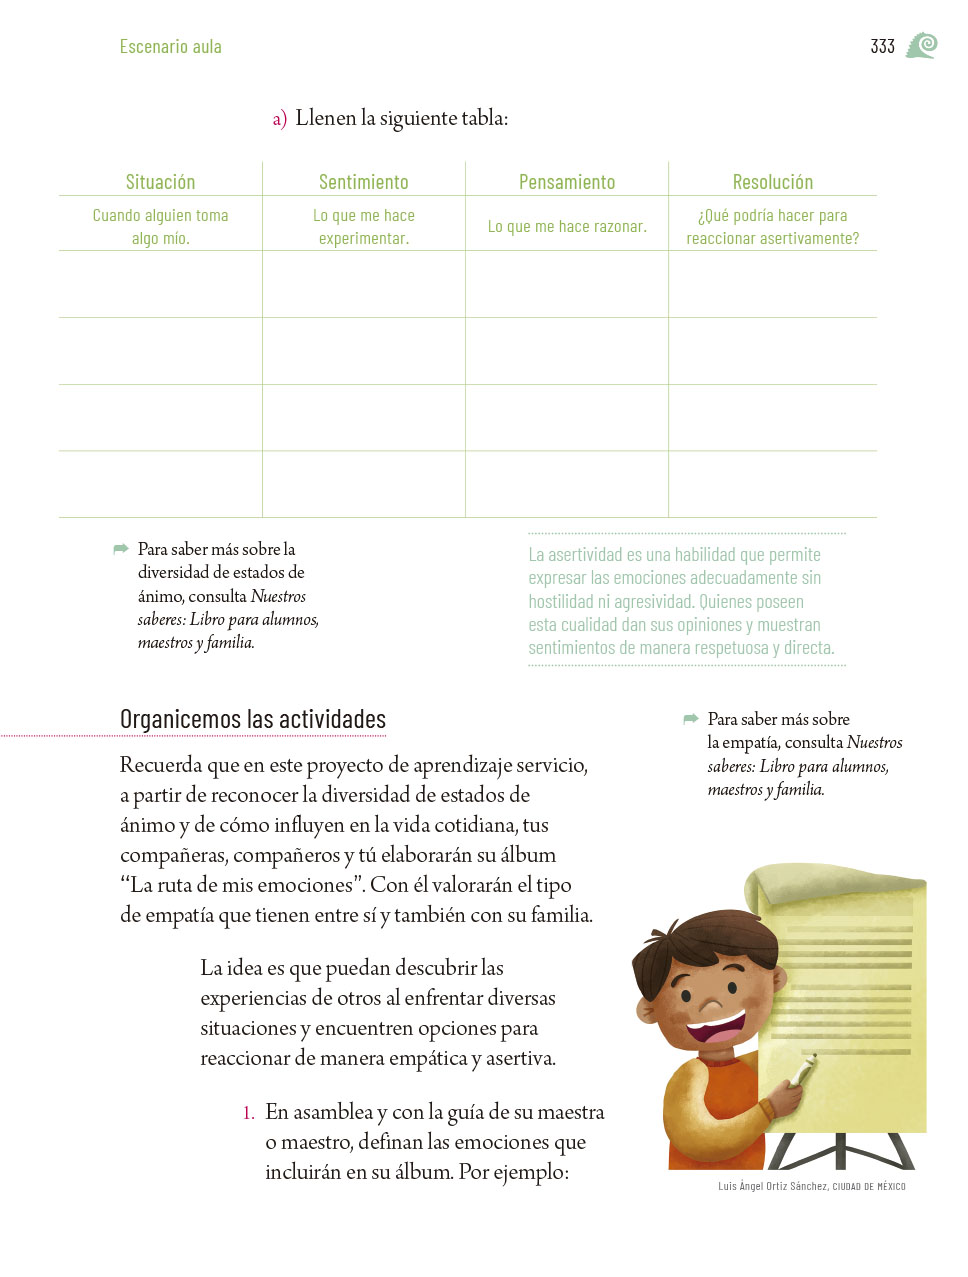 Escenario aula
333
a) Llenen la siguiente tabla:
Situación
Sentimiento
Pensamiento
Resolución
Cuando alguien toma
algo mío.
Lo que me hace
experimentar.
Lo que me hace razonar.
¿Qué podría hacer para
reaccionar asertivamente?
Para saber más sobre la
diversidad de estados de
ánimo, consulta Nuestros
saberes: Libro para alumnos,
maestros y familia.
La asertividad es una habilidad que permite
expresar las emociones adecuadamente sin
hostilidad ni agresividad. Quienes poseen
esta cualidad dan sus opiniones y muestran
sentimientos de manera respetuosa y directa.
Organicemos las actividades
Recuerda que en este proyecto de aprendizaje servicio,
a partir de reconocer la diversidad de estados de
ánimo y de cómo influyen en la vida cotidiana, tus
compañeras, compañeros y tú elaborarán su álbum
“La ruta de mis emociones”. Con él valorarán el tipo
de empatía que tienen entre sí y también con su familia.
Para saber más sobre
la empatía, consulta Nuestros
saberes: Libro para alumnos,
maestros y familia.
La idea es que puedan descubrir las
experiencias de otros al enfrentar diversas
situaciones y encuentren opciones para
reaccionar de manera empática y asertiva.
1. En asamblea y con la guía de su maestra
o maestro, definan las emociones que
incluirán en su álbum. Por ejemplo:
Luis Ángel Ortiz Sánchez, CIUDAD DE MÉXICO